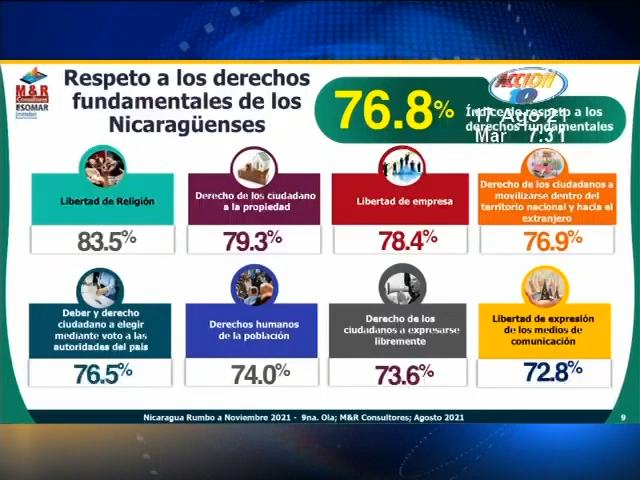 M&R
Consultores
ESOMAR
Respeto a los derechos
fundamentales de los
Nicaragüenses
76.8%
Índice de respeto a los
derechos fundamentales
ACCION
10
17 Ago 21
Mar 7:31
Libertad de Religión
83.5%
Derecho del ciudadano
a la propiedad
79.3%
Libertad de empresa
78.4%
Derecho de los ciudadanos a
movilizarse dentro del
territorio nacional y hacia el
extranjero
76.9%
Deber y derecho
ciudadano a elegir
mediante voto a las
autoridades del país
76.5%
Derechos humanos
de la población
74.0%
Derecho de los
ciudadanos a expresarse
libremente
73.6%
Libertad de expresión
de los medios de
comunicación
72.8%
Nicaragua Rumbo a Noviembre 2021 - 9na. Ola; M&R Consultores; Agosto 2021
9